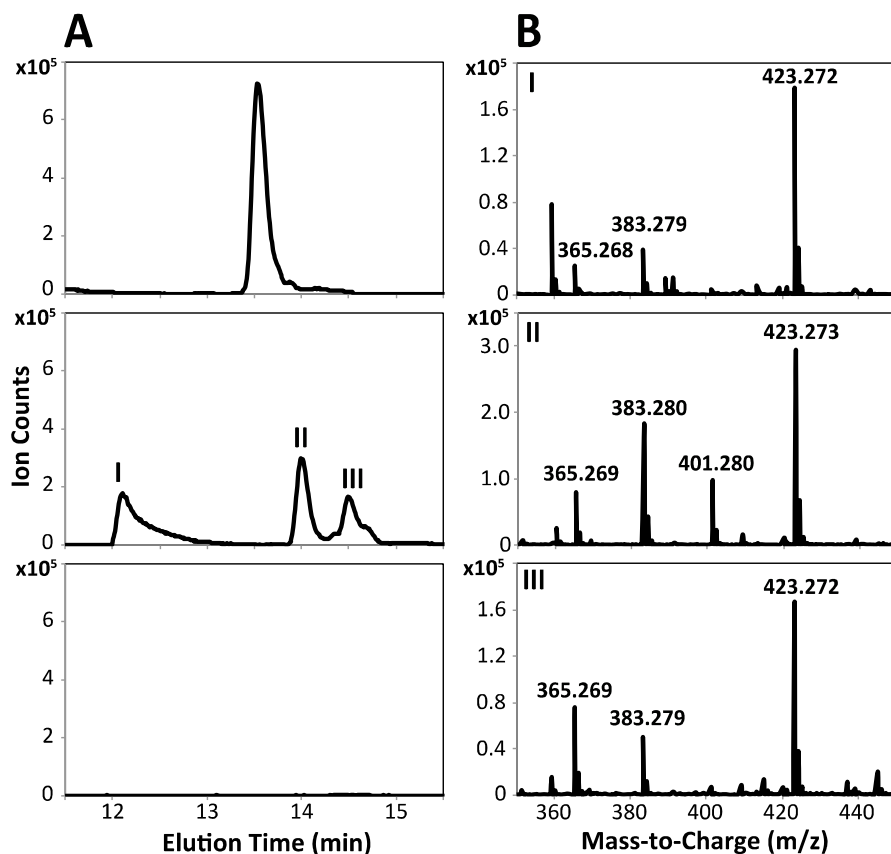 A
x10⁵
6
4
2
0
x10⁵
6
4
2
0
I
II
III
x10⁵
6
4
2
0
12
13
14
15
Ion Counts
Elution Time (min)
B
x10⁵
I
423.272
1.6
1.2
0.8
0.4
0
383.279
365.268
x10⁵
II
423.273
3.0
2.0
1.0
0
383.280
365.269
401.280
x10⁵
III
423.272
1.6
1.2
0.8
0.4
0
365.269
383.279
360
380
400
420
440
Mass-to-Charge (m/z)